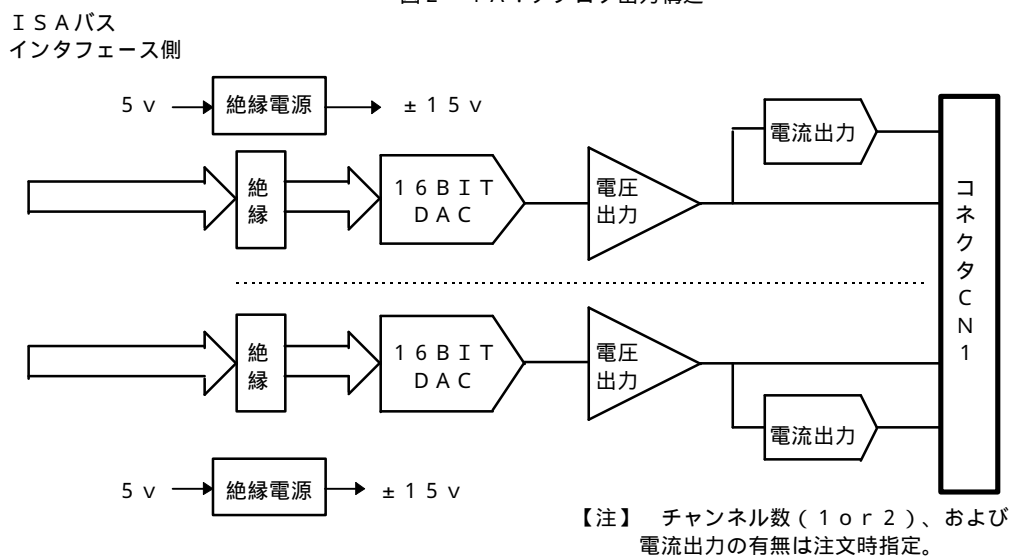 ISAバス
インタフェース側
5v
絶縁電源
±15v
電流出力
絶縁
16BIT
DAC
電圧
出力
コネクタCN1
絶縁
16BIT
DAC
電圧
出力
電流出力
5v
絶縁電源
±15v
【注】 チャンネル数(1or2)、および
電流出力の有無は注文時指定。